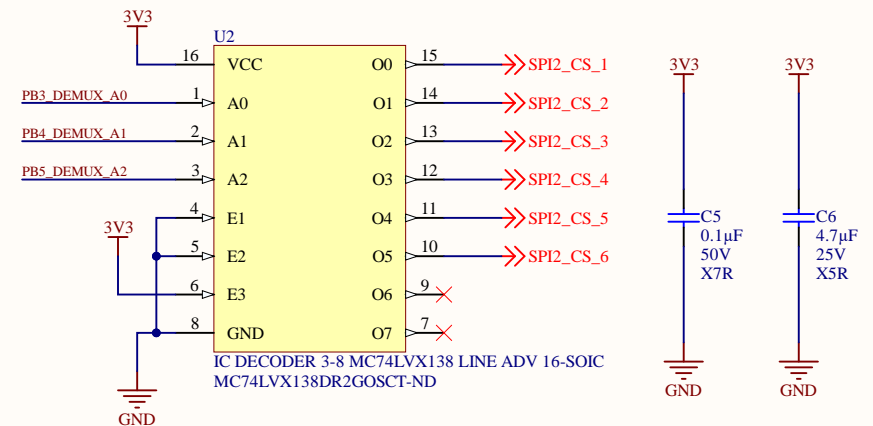 3V3
U2
16 VCC O0 15 SPI2_CS_1
PB3_DEMUX_A0 1 A0 O1 14 SPI2_CS_2
PB4_DEMUX_A1 2 A1 O2 13 SPI2_CS_3
PB5_DEMUX_A2 3 A2 O3 12 SPI2_CS_4
4 E1 O4 11 SPI2_CS_5
3V3
5 E2 O5 10 SPI2_CS_6
6 E3 O6 9
8 GND O7 7
IC DECODER 3-8 MC74LVX138 LINE ADV 16-SOIC
MC74LVX138DR2GOSCT-ND
GND
3V3
C5
0.1µF
50V
X7R
GND
3V3
C6
4.7µF
25V
X5R
GND